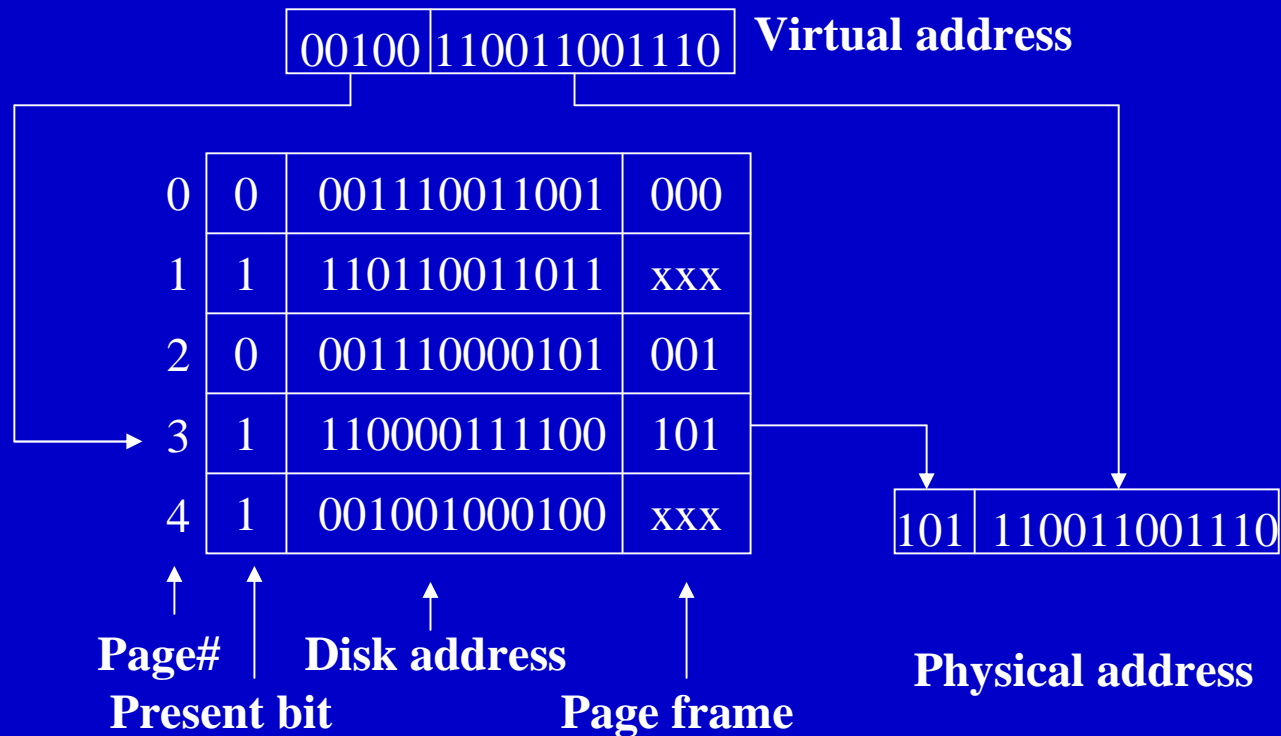 00100 110011001110 Virtual address
0 0 001110011001 000
1 1 110110011011 xxx
2 0 001110000101 001
3 1 110000111100 101
4 1 001001000100 xxx
101 110011001110
Page# Disk address Physical address
Present bit Page frame